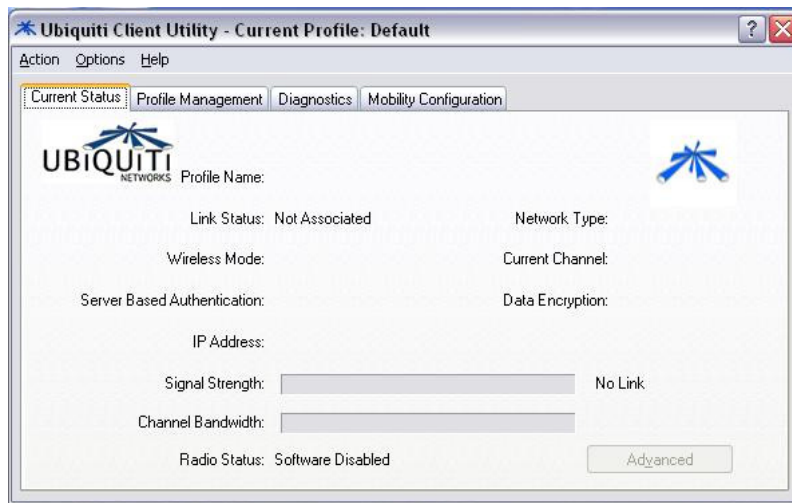 Ubiquiti Client Utility - Current Profile: Default
Action Options Help
Current Status Profile Management Diagnostics Mobility Configuration
UBiQUiTi
NETWORKS
Profile Name:
Link Status: Not Associated Network Type:
Wireless Mode: Current Channel:
Server Based Authentication: Data Encryption:
IP Address:
Signal Strength: No Link
Channel Bandwidth:
Radio Status: Software Disabled Advanced